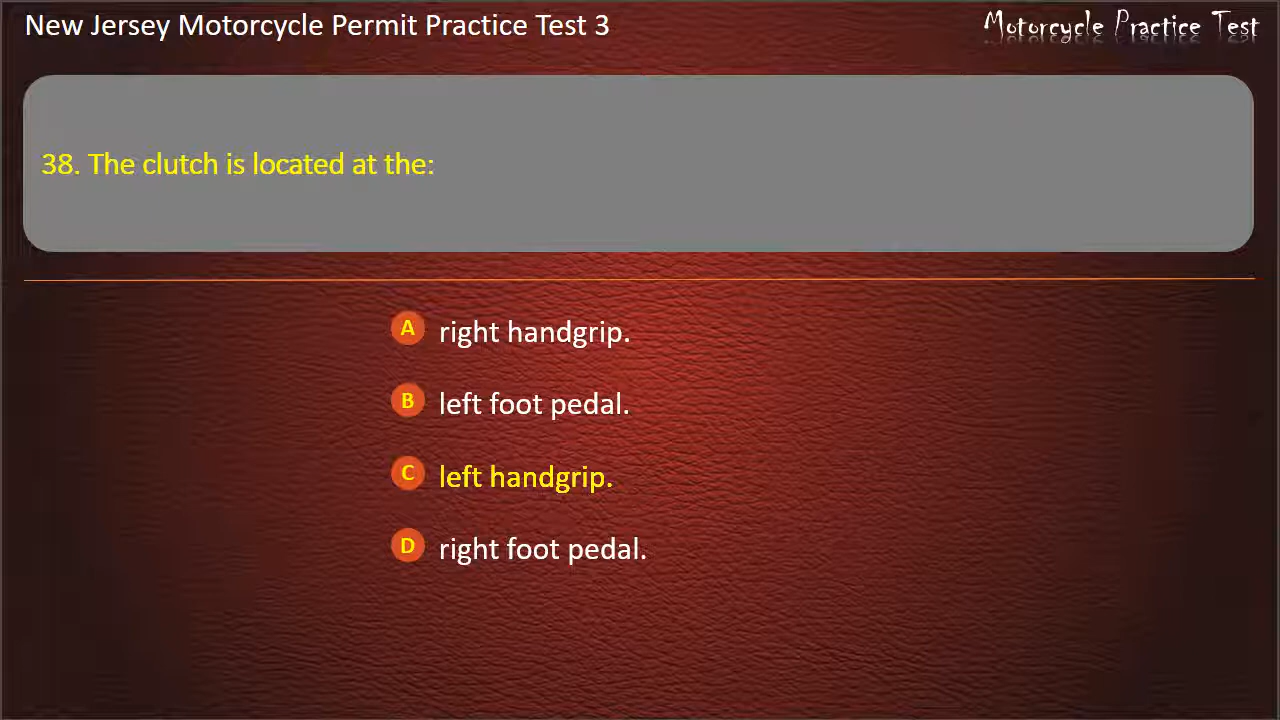 New Jersey Motorcycle Permit Practice Test 3
Motorcycle Practice Test
38. The clutch is located at the:
A right handgrip.
B left foot pedal.
C left handgrip.
D right foot pedal.